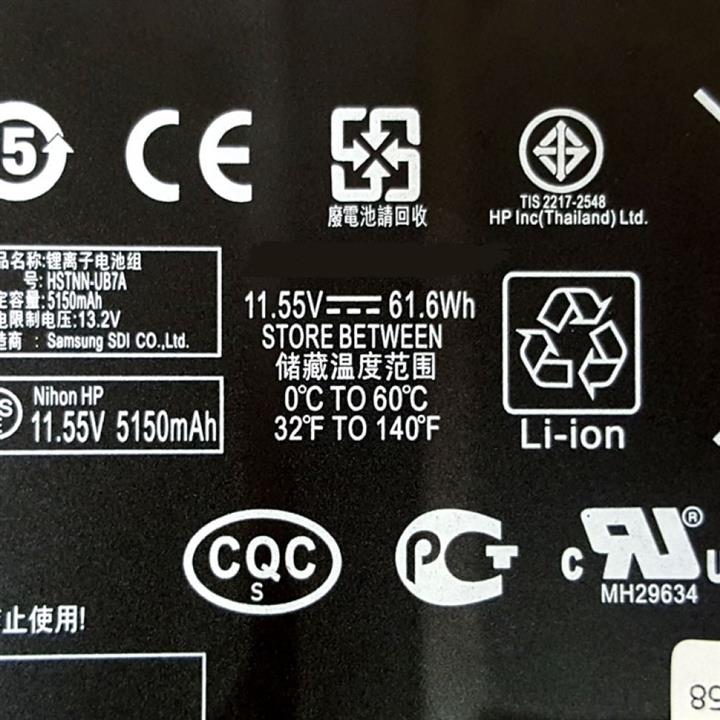 5
CE
廢電池請回收
TIS 2217-2548
HP Inc(Thailand) Ltd.
品名称:锂离子电池组
号: HSTNN-UB7A
定容量:5150mAh
电限制电压:13.2V
造商 : Samsung SDI CO.,Ltd.
Nihon HP
11.55V 5150mAh
11.55V 61.6Wh
STORE BETWEEN
储藏温度范围
0°C TO 60°C
32°F TO 140°F
Li-ion
CQC
S
PCT
c RU ® u
MH29634
止使用!
58